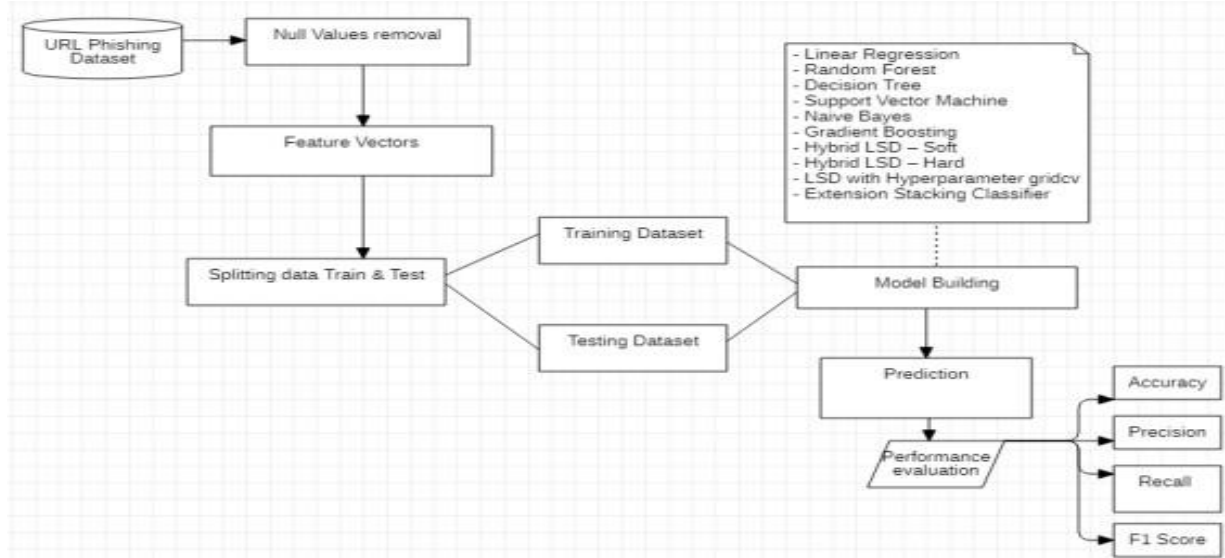 URL Phishing
Dataset
Null Values removal
Feature Vectors
Splitting data Train & Test
Training Dataset
Testing Dataset
- Linear Regression
- Random Forest
- Decision Tree
- Support Vector Machine
- Naive Bayes
- Gradient Boosting
- Hybrid LSD – Soft
- Hybrid LSD – Hard
- LSD with Hyperparameter gridcv
- Extension Stacking Classifier
Model Building
Prediction
Performance
evaluation
Accuracy
Precision
Recall
F1 Score